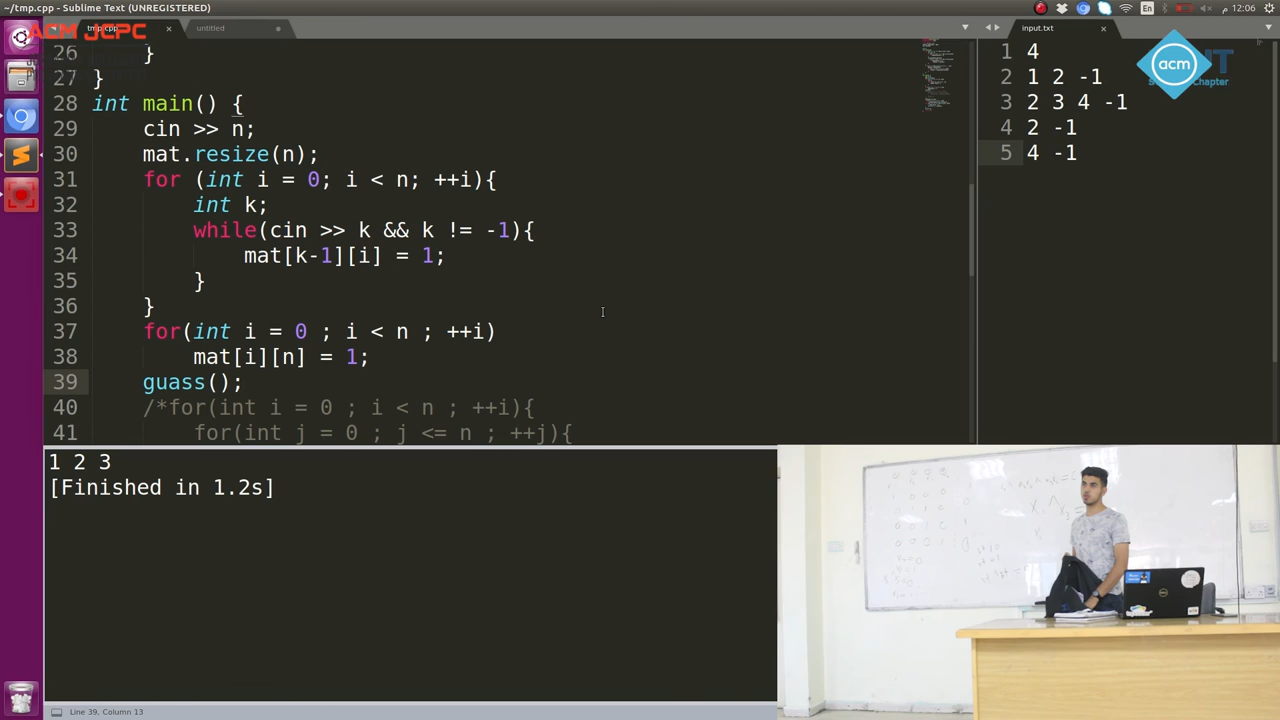 ~/tmp.cpp - Sublime Text (UNREGISTERED)
En
12:06 م
ACM JCPC
tmp.cpp
untitled
input.txt
26 }
27 }
28 int main() {
29 cin >> n;
30 mat.resize(n);
31 for (int i = 0; i < n; ++i){
32 int k;
33 while(cin >> k && k != -1){
34 mat[k-1][i] = 1;
35 }
36 }
37 for(int i = 0 ; i < n ; ++i)
38 mat[i][n] = 1;
39 guass();
40 /*for(int i = 0 ; i < n ; ++i){
41 for(int j = 0 ; j <= n ; ++j){
1 4
2 1 2 -1
3 2 3 4 -1
4 2 -1
5 4 -1
acm
Chapter
1 2 3
[Finished in 1.2s]
Line 39, Column 13